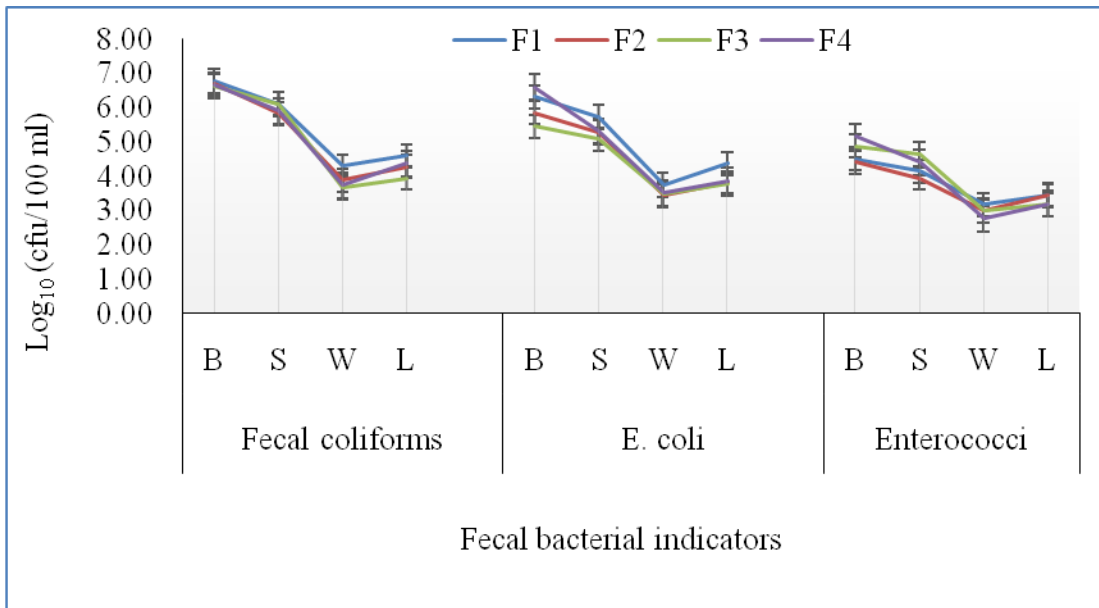 F1 F2 F3 F4
8.00
7.00
6.00
5.00
4.00
3.00
2.00
1.00
0.00
Log₁₀ (cfu/100 ml)
B S W L B S W L B S W L
Fecal coliforms E. coli Enterococci
Fecal bacterial indicators